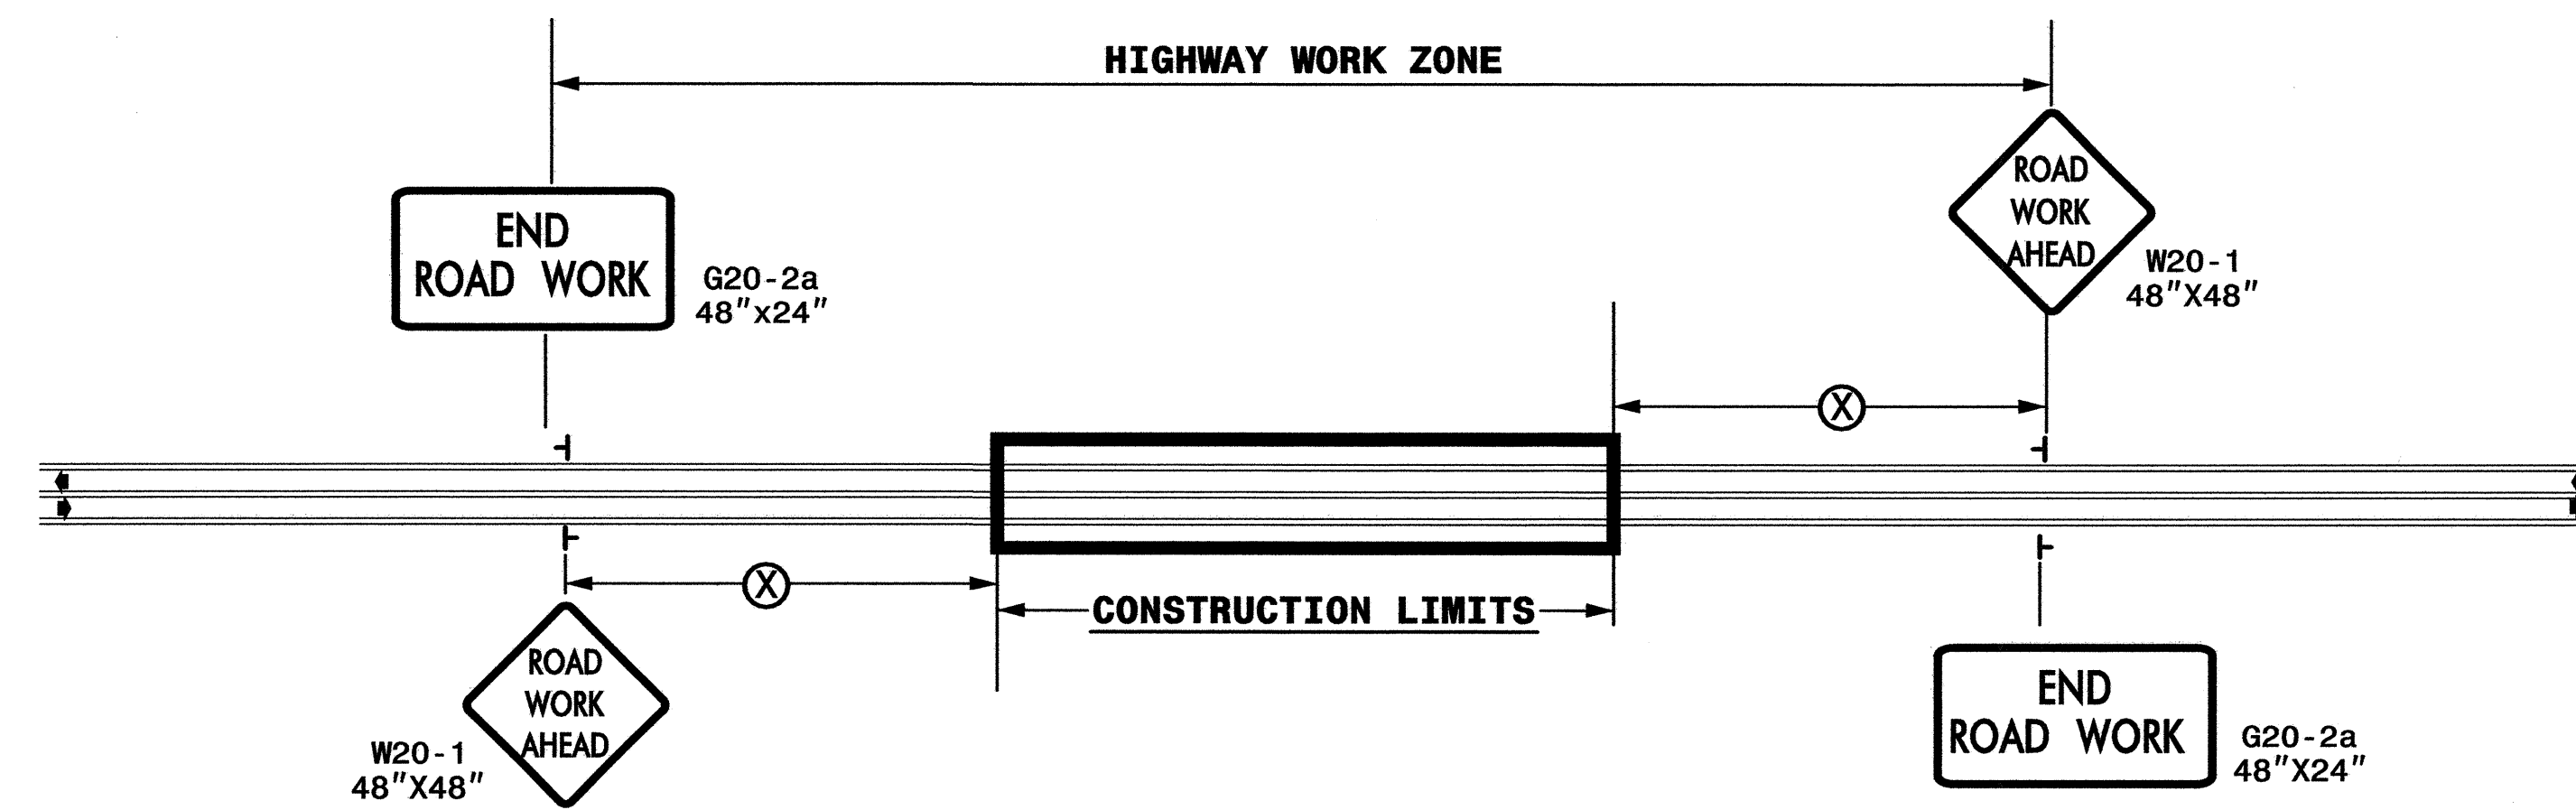 HIGHWAY WORK ZONE
END
ROAD WORK
G20-2a
48"x24"
ROAD
WORK
AHEAD
W20-1
48"X48"
X
X
CONSTRUCTION LIMITS
ROAD
WORK
AHEAD
W20-1
48"X48"
END
ROAD WORK
G20-2a
48"X24"